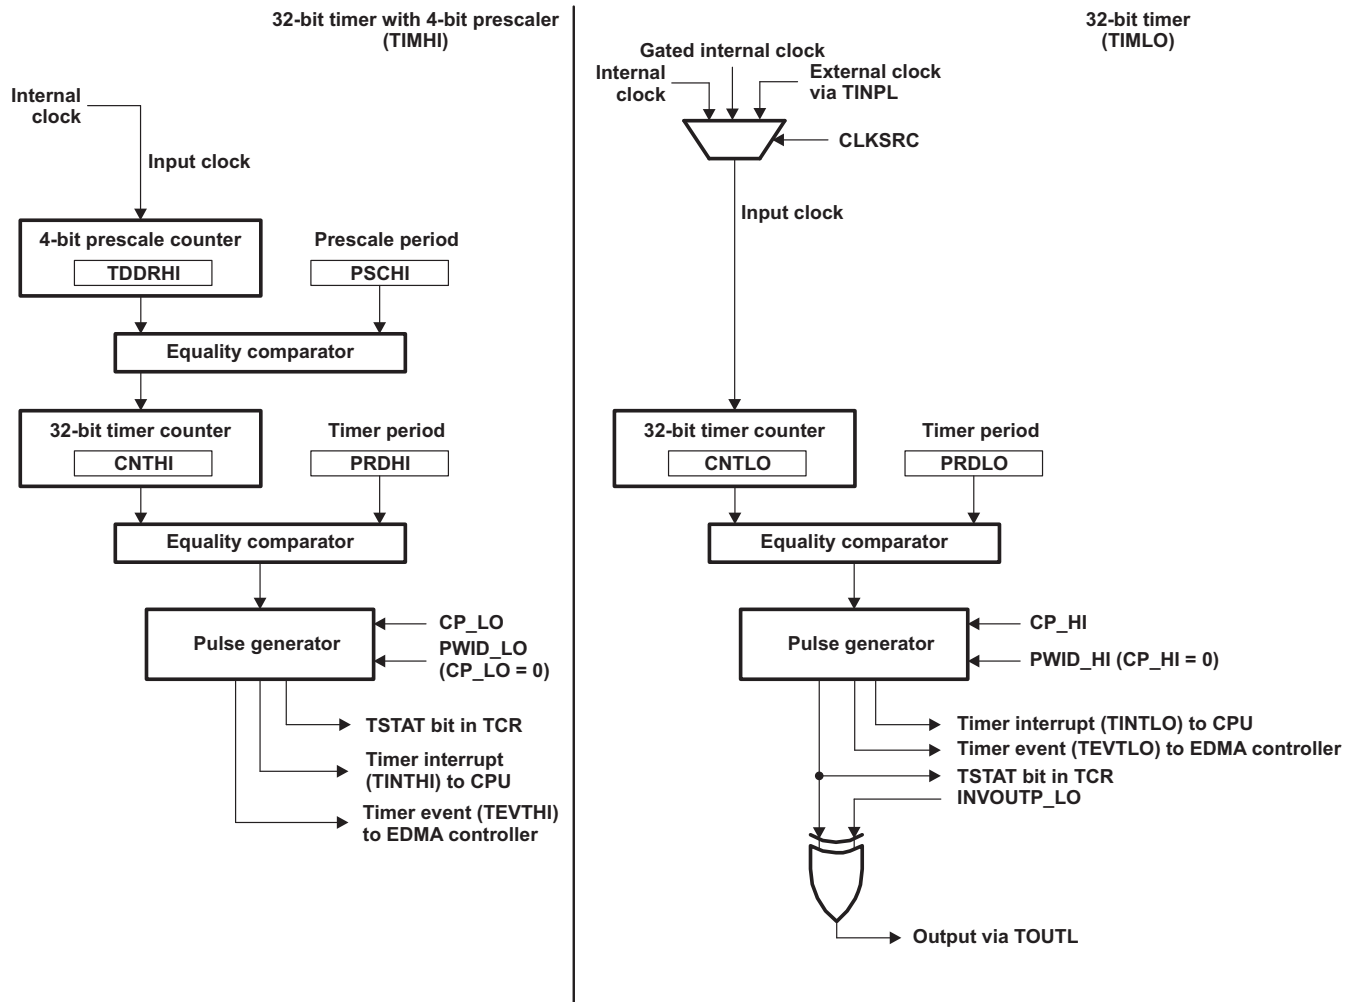 32-bit timer with 4-bit prescaler
(TIMHI)
Internal
clock
Input clock
4-bit prescale counter
TDDRHI
Prescale period
PSCHI
Equality comparator
32-bit timer counter
CNTHI
Timer period
PRDHI
Equality comparator
Pulse generator
CP_LO
PWID_LO
(CP_LO = 0)
TSTAT bit in TCR
Timer interrupt
(TINTHI) to CPU
Timer event (TEVTHI)
to EDMA controller
32-bit timer
(TIMLO)
Gated internal clock
Internal
clock
External clock
via TINPL
CLKSRC
Input clock
32-bit timer counter
CNTLO
Timer period
PRDLO
Equality comparator
Pulse generator
CP_HI
PWID_HI (CP_HI = 0)
Timer interrupt (TINTLO) to CPU
Timer event (TEVTLO) to EDMA controller
TSTAT bit in TCR
INVOUTP_LO
Output via TOUTL